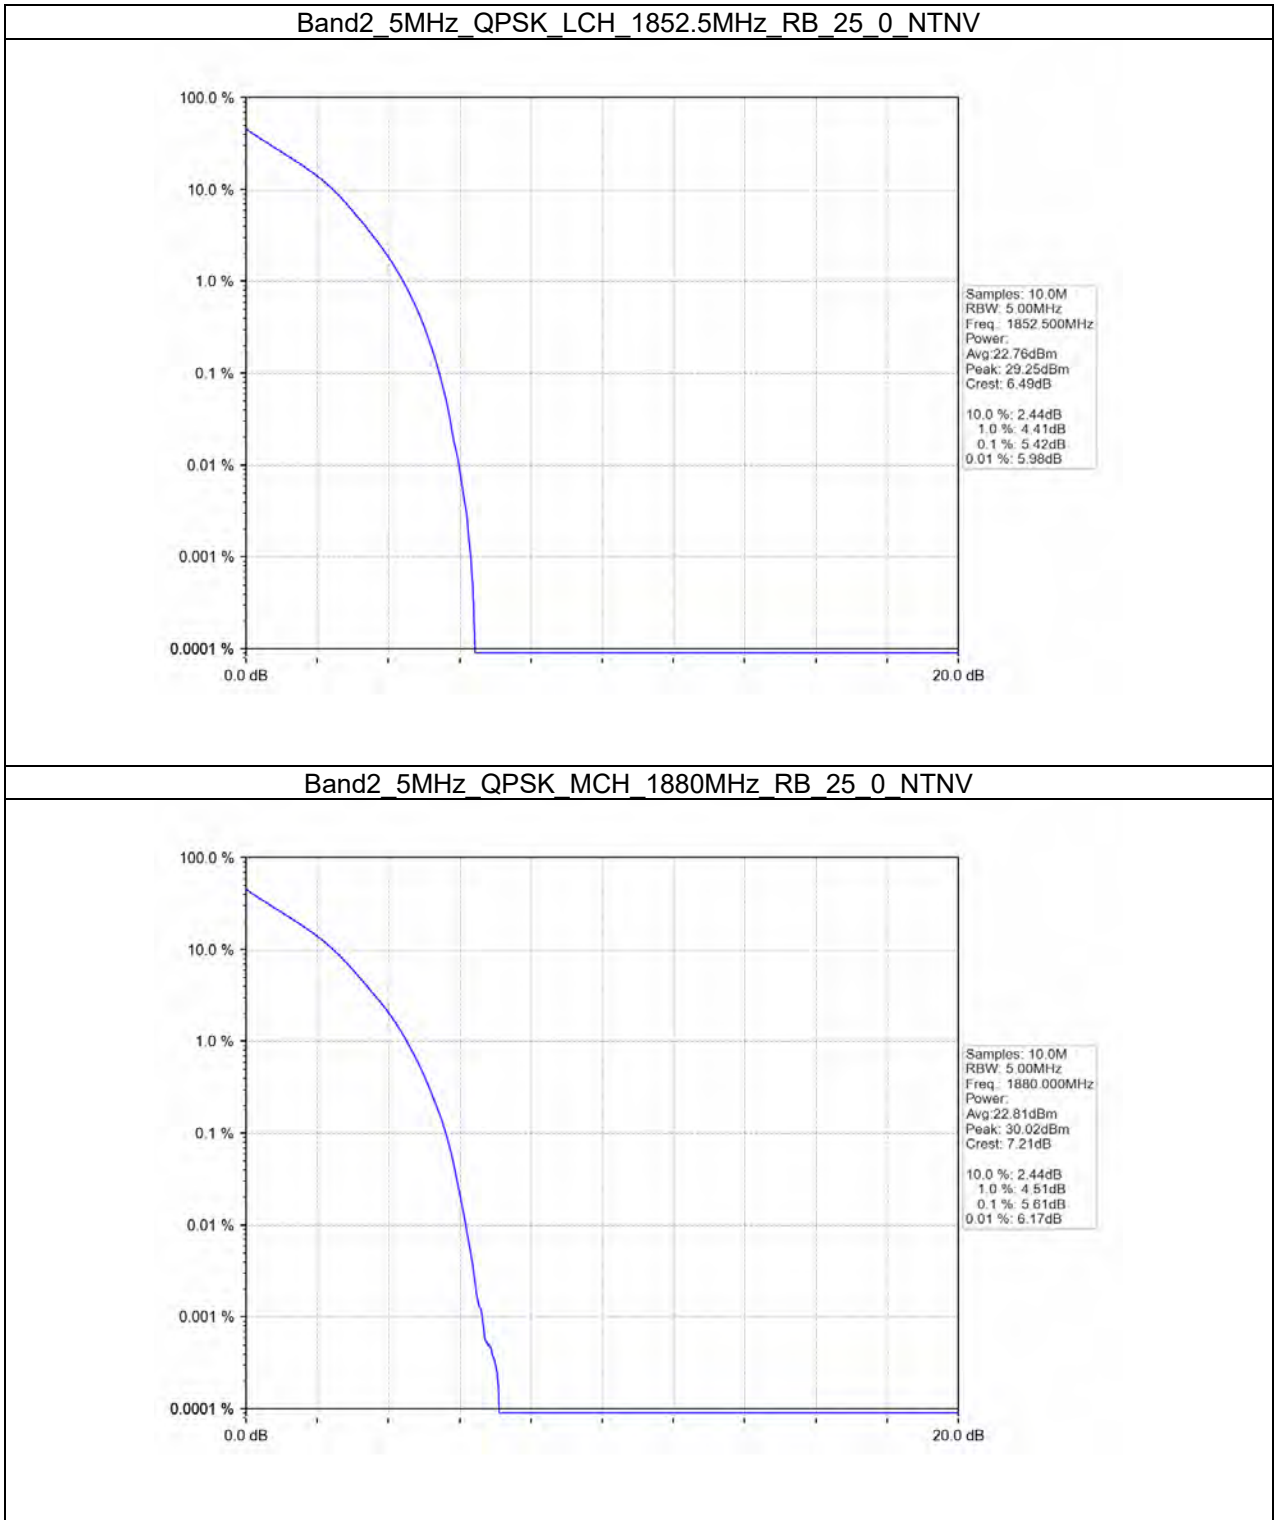 Band2_5MHz_QPSK_LCH_1852.5MHz_RB_25_0_NTNV
100.0 %
10.0 %
1.0 %
0.1 %
0.01 %
0.001 %
0.0001 %
0.0 dB
20.0 dB
Samples: 10.0M
RBW: 5.00MHz
Freq.: 1852.500MHz
Power:
Avg:22.76dBm
Peak: 29.25dBm
Crest: 6.49dB
10.0 %: 2.44dB
1.0 %: 4.41dB
0.1 %: 5.42dB
0.01 %: 5.98dB
Band2_5MHz_QPSK_MCH_1880MHz_RB_25_0_NTNV
100.0 %
10.0 %
1.0 %
0.1 %
0.01 %
0.001 %
0.0001 %
0.0 dB
20.0 dB
Samples: 10.0M
RBW: 5.00MHz
Freq.: 1880.000MHz
Power:
Avg:22.81dBm
Peak: 30.02dBm
Crest: 7.21dB
10.0 %: 2.44dB
1.0 %: 4.51dB
0.1 %: 5.61dB
0.01 %: 6.17dB